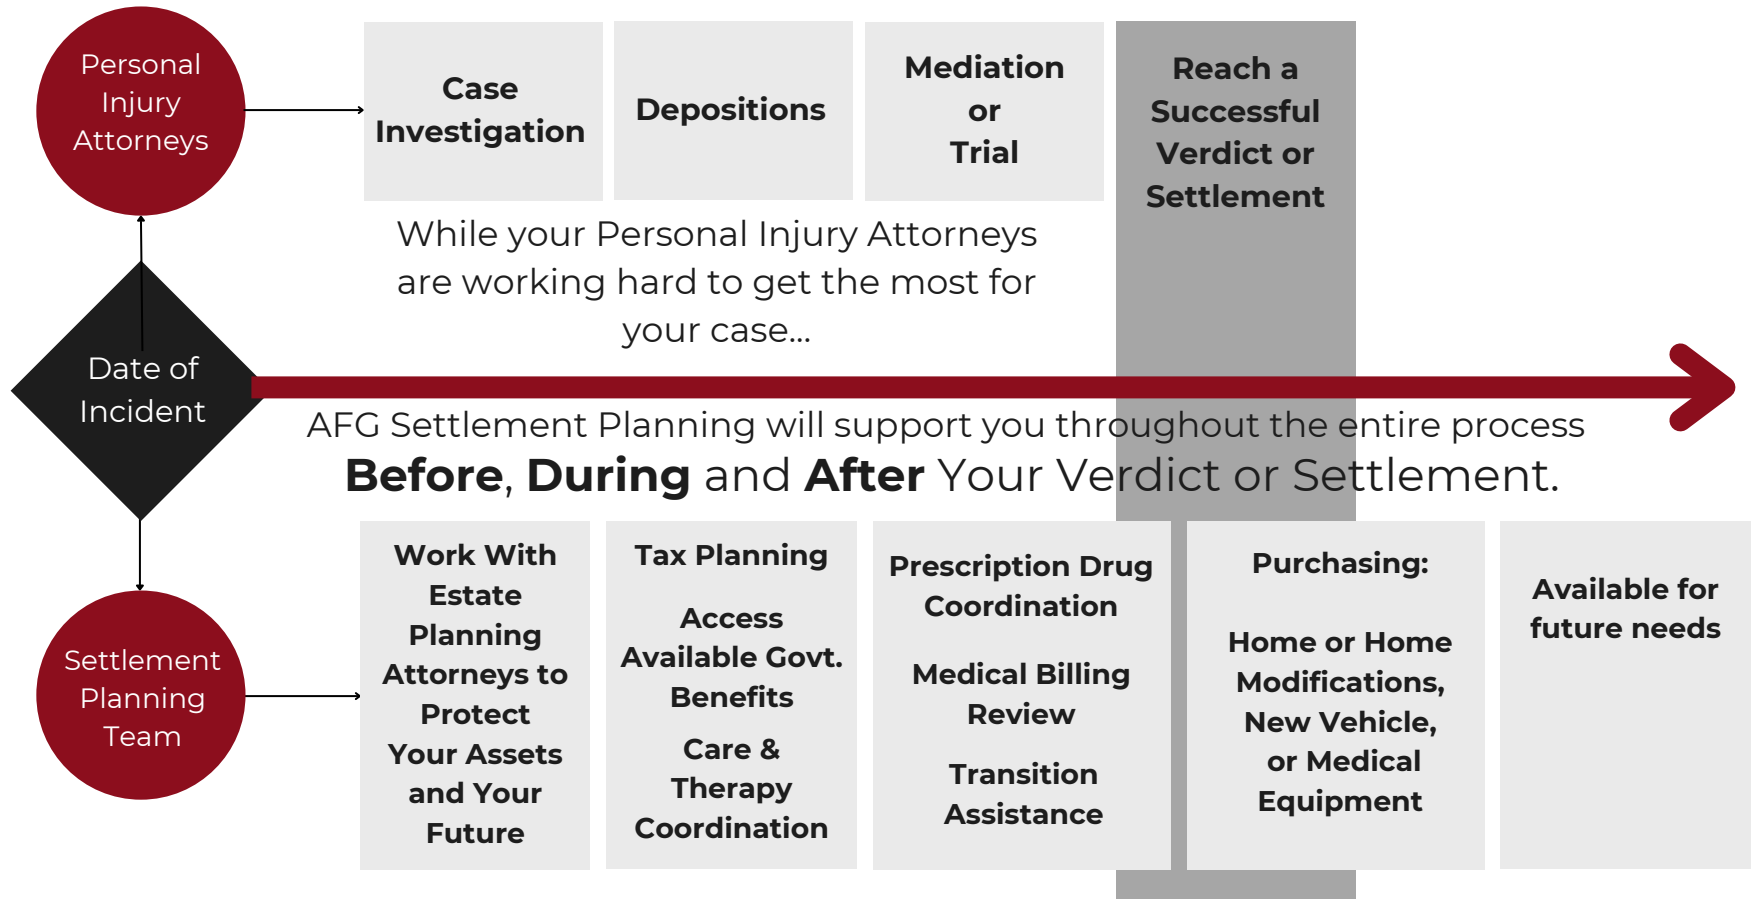 Personal
Injury
Attorneys
Case
Investigation
Depositions
Mediation
or
Trial
Reach a
Successful
Verdict or
Settlement
While your Personal Injury Attorneys
are working hard to get the most for
your case...
Date of
Incident
AFG Settlement Planning will support you throughout the entire process
Before, During and After Your Verdict or Settlement.
Settlement
Planning
Team
Work With
Estate
Planning
Attorneys to
Protect
Your Assets
and Your
Future
Tax Planning
Access
Available Govt.
Benefits
Care &
Therapy
Coordination
Prescription Drug
Coordination
Medical Billing
Review
Transition
Assistance
Purchasing:
Home or Home
Modifications,
New Vehicle,
or Medical
Equipment
Available for
future needs